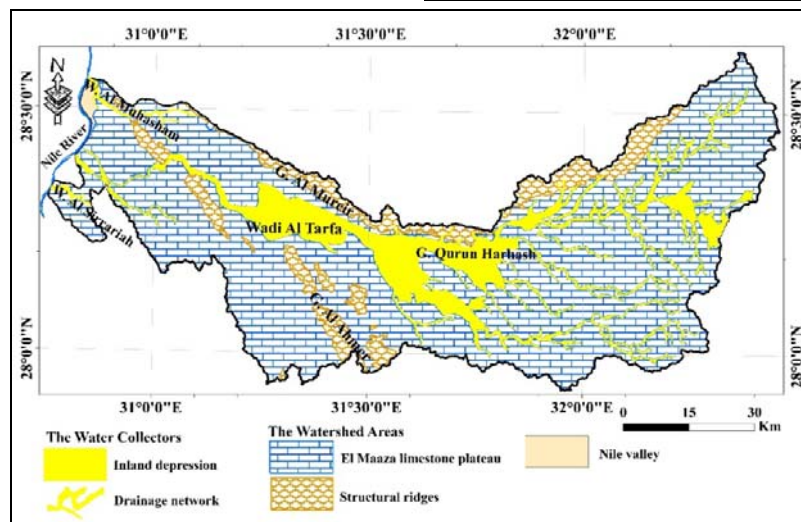 31°0'0"E 31°30'0"E 32°0'0"E
N
28°30'0"N
28°30'0"N
W. Al Muhasham
Nile River
G. Al Mureir
W. Al
Wadi Al Tarfa
G. Qurun Harhash
G. Al Ahmer
28°0'0"N
28°0'0"N
31°0'0"E 31°30'0"E 32°0'0"E
0 15 30
Km
The Water Collectors
Inland depression
Drainage network
The Watershed Areas
El Maaza limestone plateau
Structural ridges
Nile valley